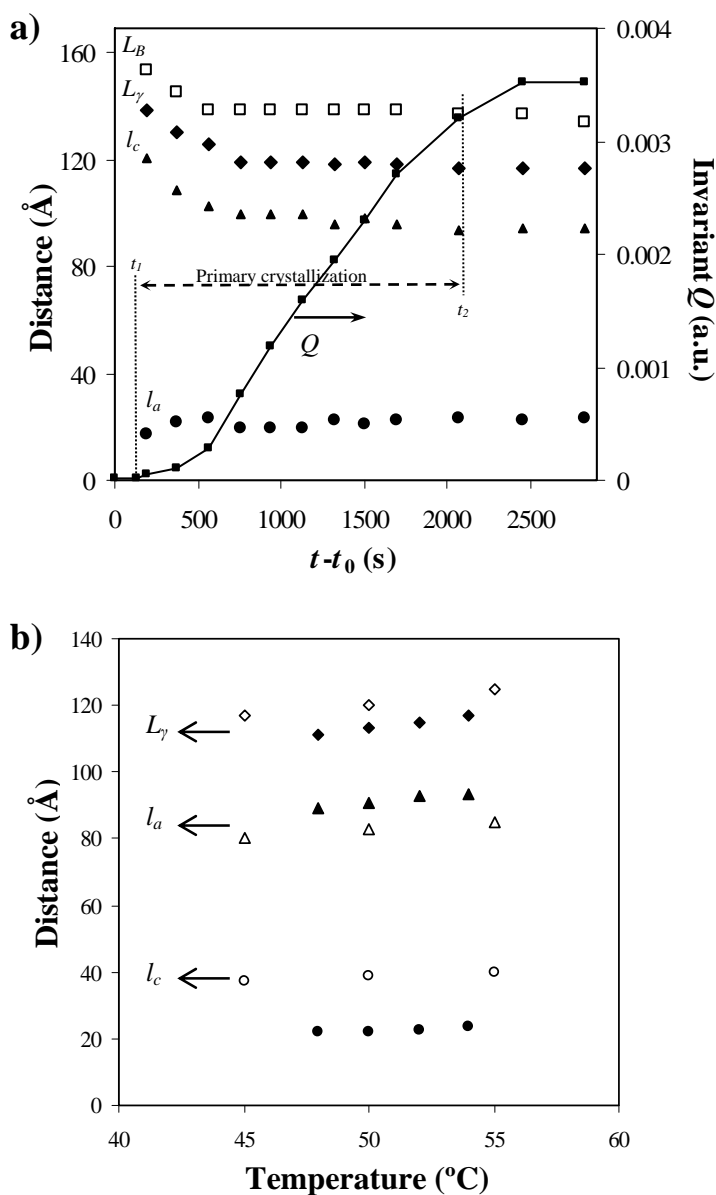 a)
160
120
80
40
0
Distance (Å)
L_B
L_γ
l_c
l_a
t_1
Primary crystallization
t_2
Q
0.004
0.003
0.002
0.001
0
Invariant Q (a.u.)
0 500 1000 1500 2000 2500
t-t_0 (s)
b)
140
120
100
80
60
40
20
0
Distance (Å)
L_γ
l_a
l_c
40 45 50 55 60
Temperature (ºC)